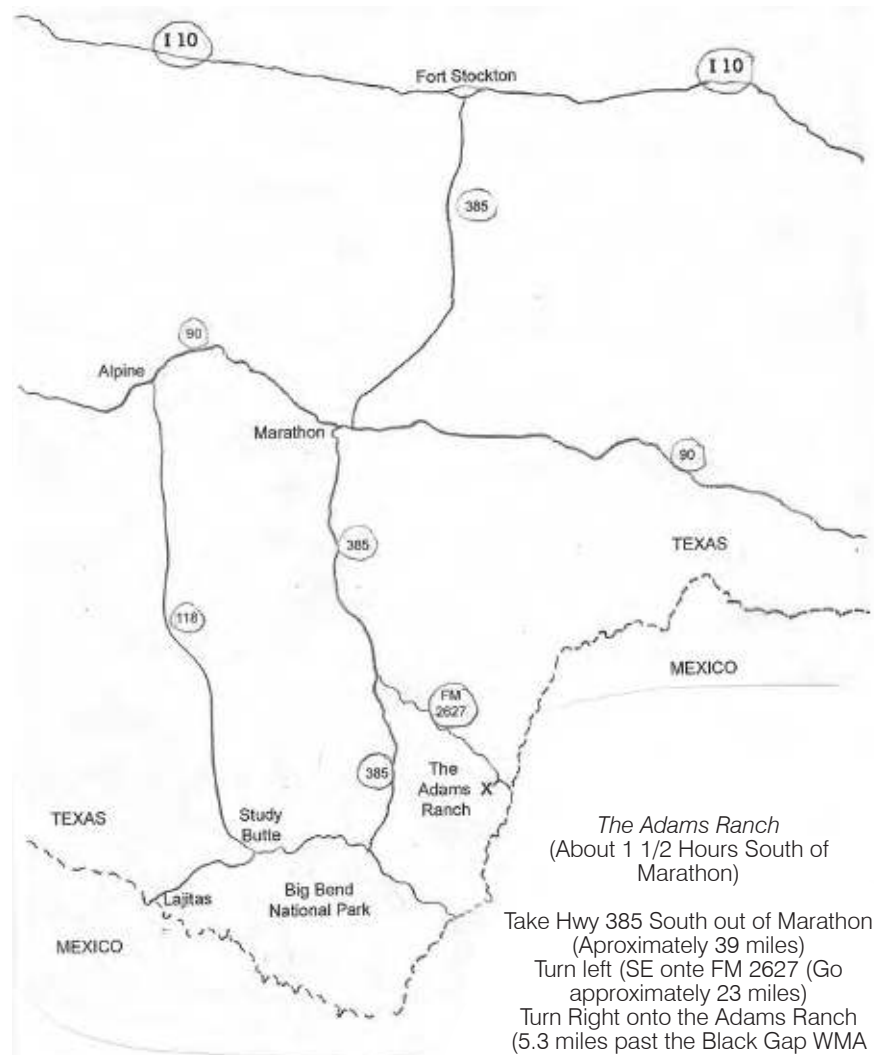 I 10
I 10
Fort Stockton
385
90
Alpine
Marathon
90
385
TEXAS
118
MEXICO
FM
2627
385
The
Adams
Ranch
X
TEXAS
Study
Butle
Lajitas
Big Bend
National Park
MEXICO
The Adams Ranch
(About 1 1/2 Hours South of
Marathon)
Take Hwy 385 South out of Marathon
(Aproximately 39 miles)
Turn left (SE onte FM 2627 (Go
approximately 23 miles)
Turn Right onto the Adams Ranch
(5.3 miles past the Black Gap WMA